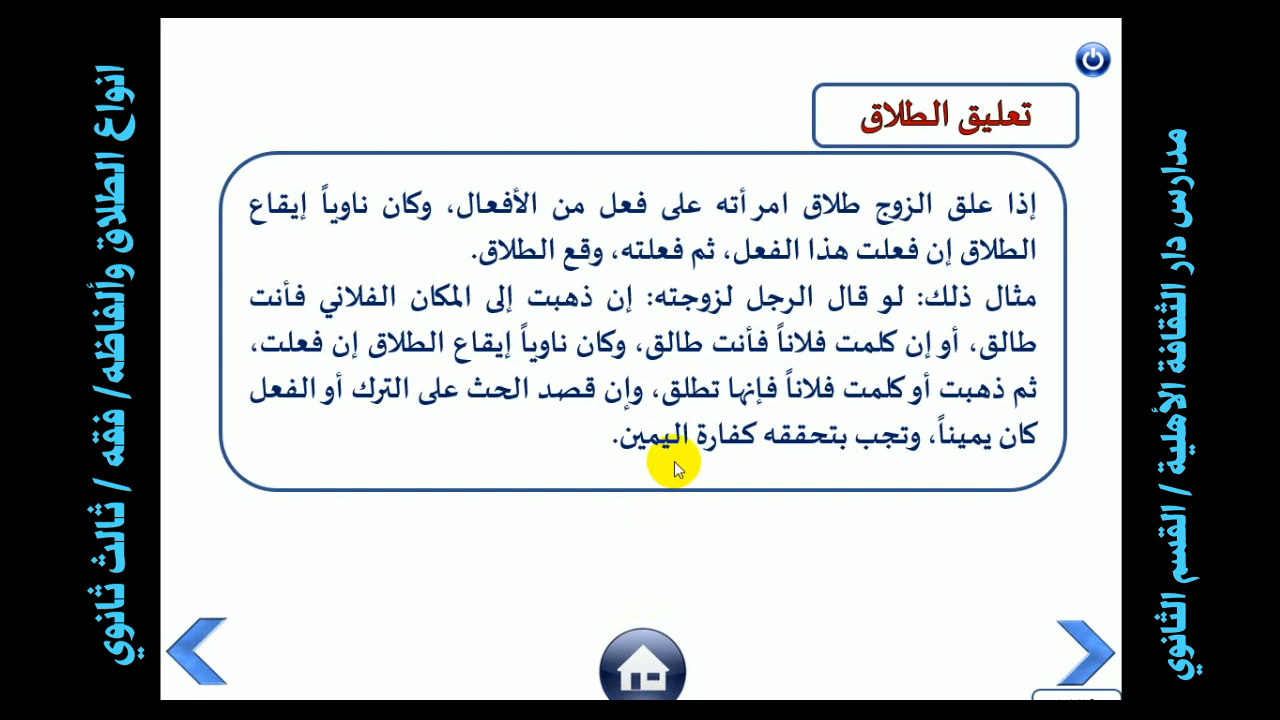 تعليق الطلاق
إذا علق الزوج طلاق امرأته على فعل من الأفعال، وكان ناوياً إيقاع
الطلاق إن فعلت هذا الفعل، ثم فعلته، وقع الطلاق.
مثال ذلك: لو قال الرجل لزوجته: إن ذهبت إلى المكان الفلاني فأنت
طالق، أو إن كلمت فلاناً فأنت طالق، وكان ناوياً إيقاع الطلاق إن فعلت،
ثم ذهبت أو كلمت فلاناً فإنها تطلق، وإن قصد الحث على الترك أو الفعل
كان يميناً، وتجب بتحققه كفارة اليمين.
مدارس دار الثقافة الأهلية / القسم الثانوي
انواع الطلاق وألفاظه/ فقه / ثالث ثانوي